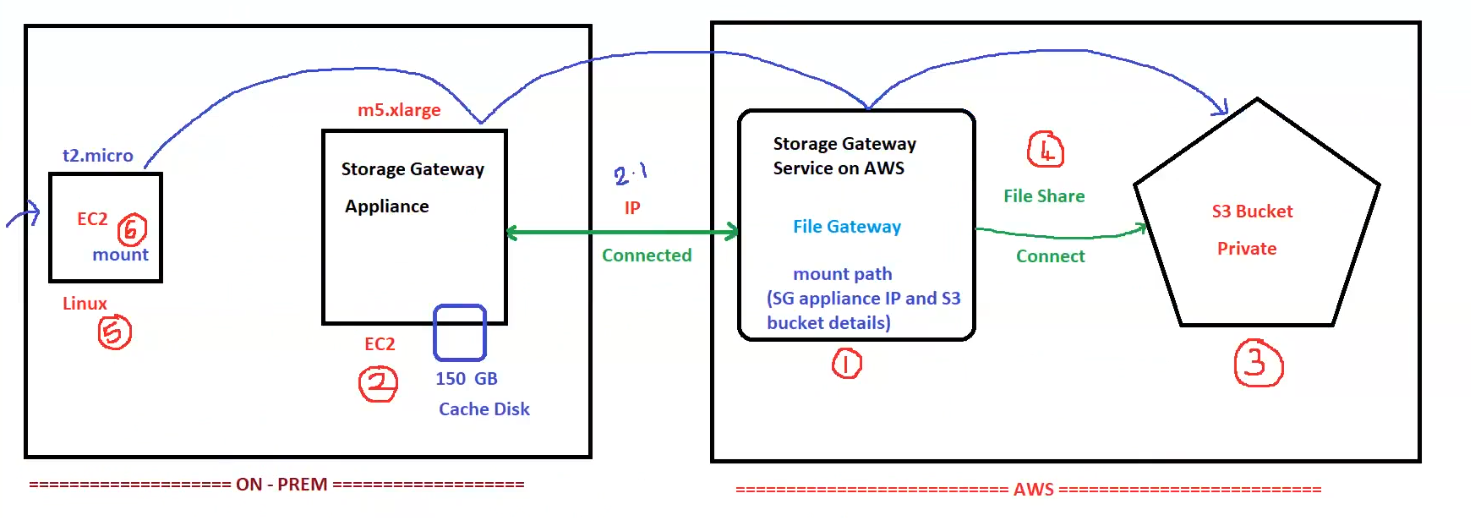 t2.micro
EC2
6
mount
Linux
5
m5.xlarge
Storage Gateway
Appliance
EC2
2
150 GB
Cache Disk
2.1
IP
Connected
Storage Gateway
Service on AWS
File Gateway
mount path
(SG appliance IP and S3
bucket details)
1
4
File Share
Connect
S3 Bucket
Private
3
==================== ON - PREM ===================
=========================== AWS ==========================